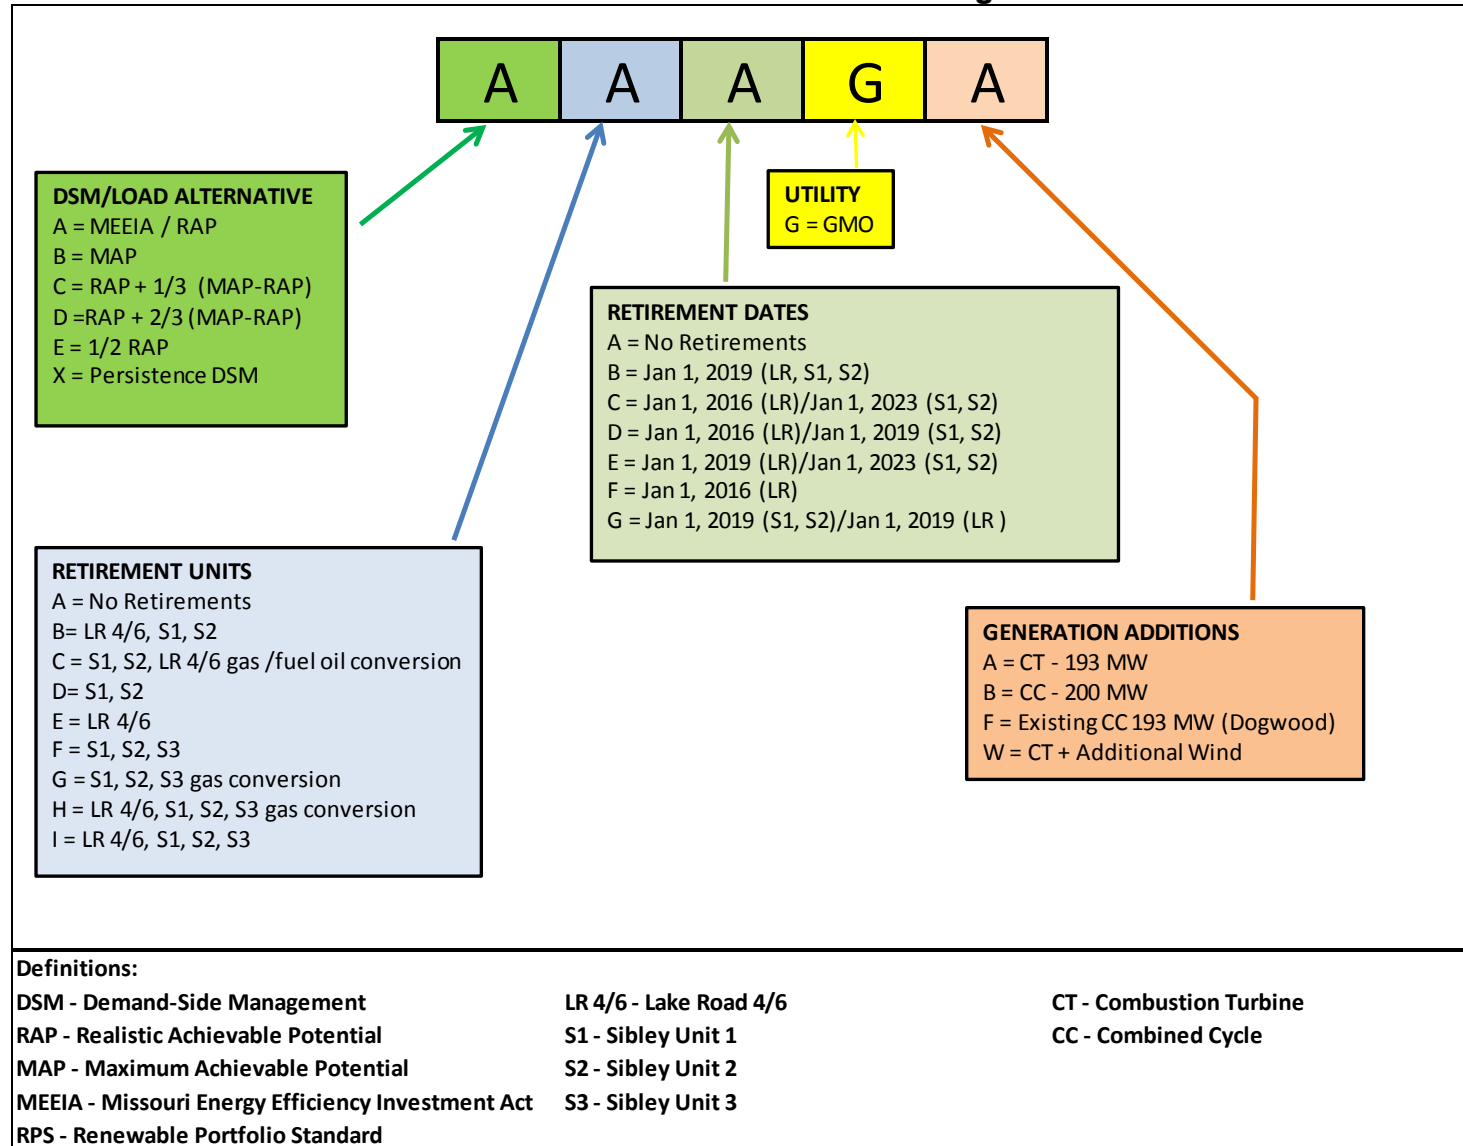 A A A G A
DSM/LOAD ALTERNATIVE
A = MEEIA / RAP
B = MAP
C = RAP + 1/3 (MAP-RAP)
D =RAP + 2/3 (MAP-RAP)
E = 1/2 RAP
X = Persistence DSM
UTILITY
G = GMO
RETIREMENT DATES
A = No Retirements
B = Jan 1, 2019 (LR, S1, S2)
C = Jan 1, 2016 (LR)/Jan 1, 2023 (S1, S2)
D = Jan 1, 2016 (LR)/Jan 1, 2019 (S1, S2)
E = Jan 1, 2019 (LR)/Jan 1, 2023 (S1, S2)
F = Jan 1, 2016 (LR)
G = Jan 1, 2019 (S1, S2)/Jan 1, 2019 (LR )
RETIREMENT UNITS
A = No Retirements
B= LR 4/6, S1, S2
C = S1, S2, LR 4/6 gas /fuel oil conversion
D= S1, S2
E = LR 4/6
F = S1, S2, S3
G = S1, S2, S3 gas conversion
H = LR 4/6, S1, S2, S3 gas conversion
I = LR 4/6, S1, S2, S3
GENERATION ADDITIONS
A = CT - 193 MW
B = CC - 200 MW
F = Existing CC 193 MW (Dogwood)
W = CT + Additional Wind
Definitions:
DSM - Demand-Side Management LR 4/6 - Lake Road 4/6 CT - Combustion Turbine
RAP - Realistic Achievable Potential S1 - Sibley Unit 1 CC - Combined Cycle
MAP - Maximum Achievable Potential S2 - Sibley Unit 2
MEEIA - Missouri Energy Efficiency Investment Act S3 - Sibley Unit 3
RPS - Renewable Portfolio Standard